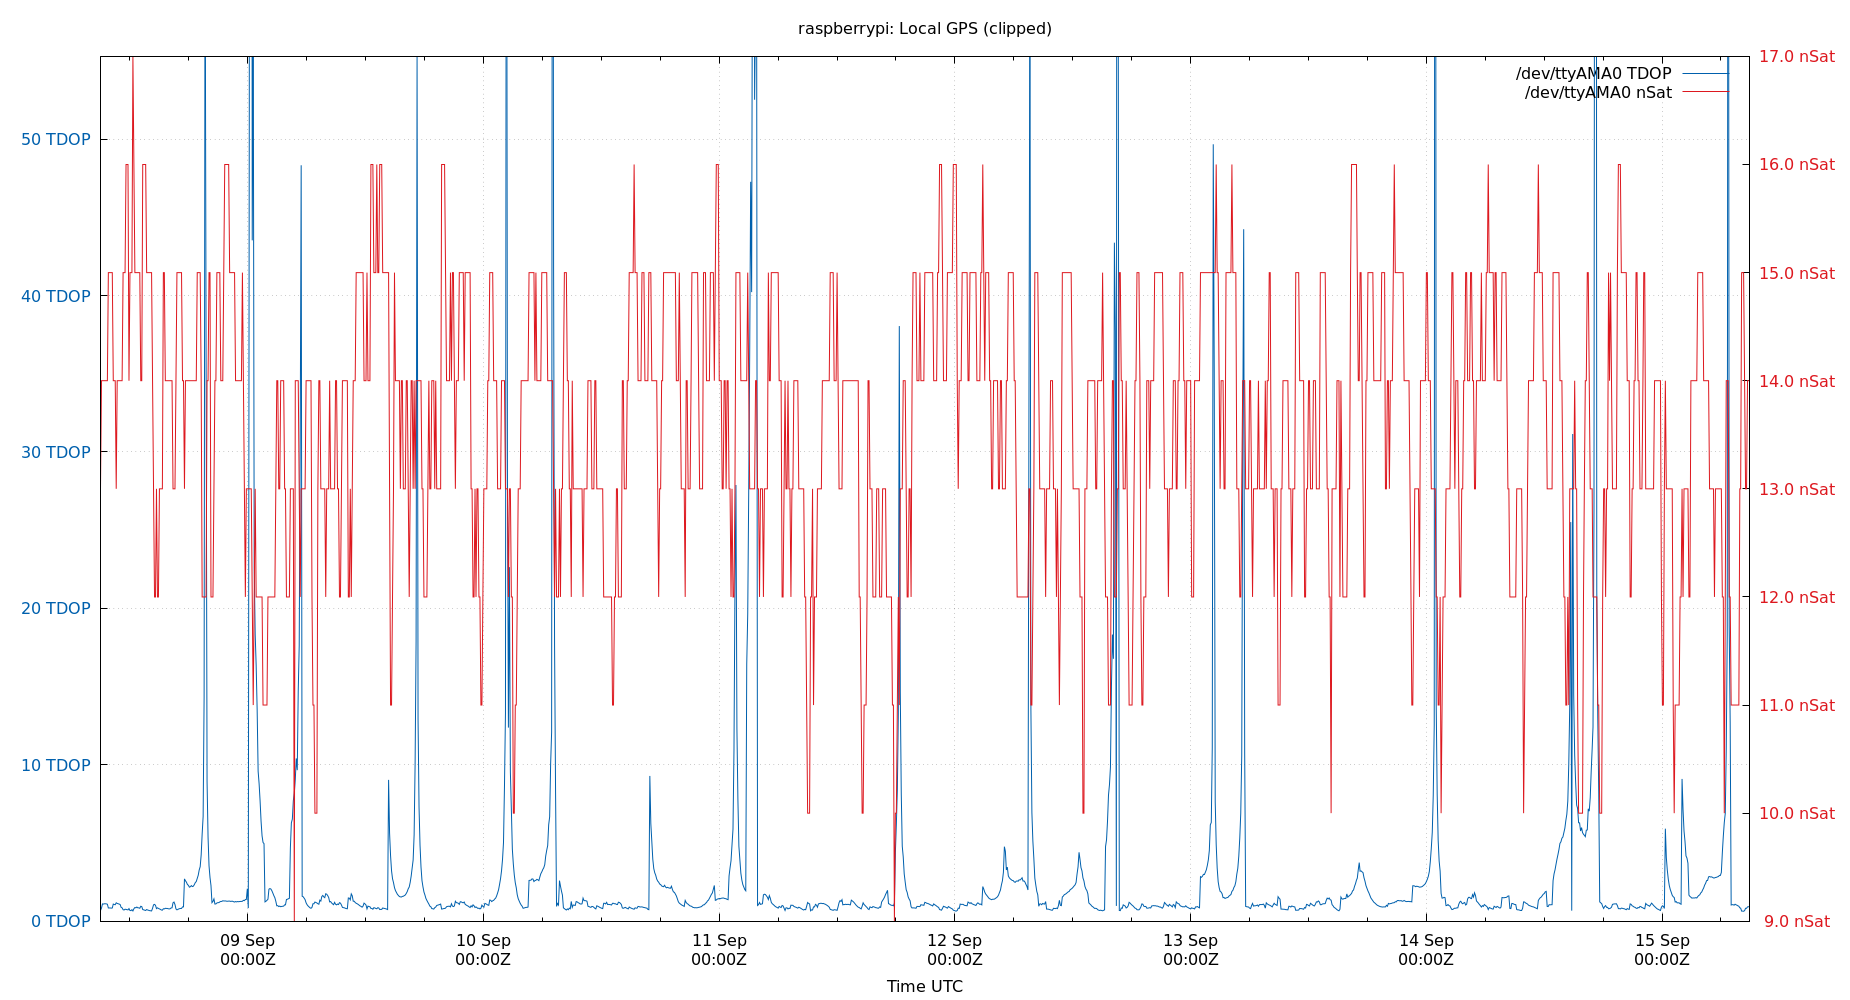 raspberrypi: Local GPS (clipped)
17.0 nSat
/dev/ttyAMA0 TDOP
/dev/ttyAMA0 nSat
50 TDOP
16.0 nSat
15.0 nSat
40 TDOP
14.0 nSat
30 TDOP
13.0 nSat
12.0 nSat
20 TDOP
11.0 nSat
10 TDOP
10.0 nSat
0 TDOP
9.0 nSat
09 Sep 10 Sep 11 Sep 12 Sep 13 Sep 14 Sep 15 Sep
00:00Z 00:00Z 00:00Z 00:00Z 00:00Z 00:00Z 00:00Z
Time UTC